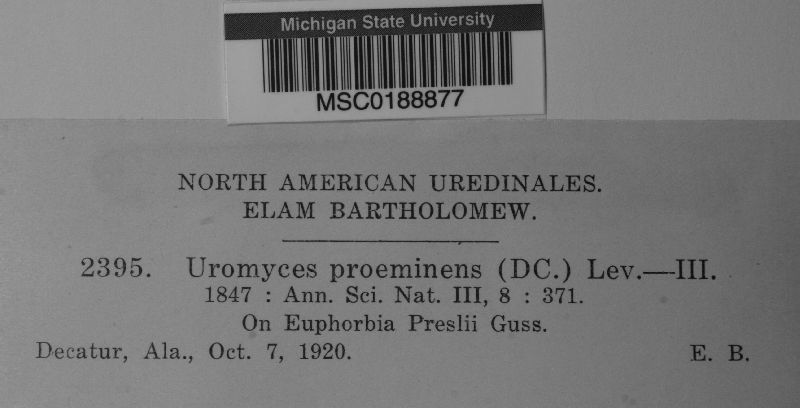 Michigan State University
MSC0188877
NORTH AMERICAN UREDINALES.
ELAM BARTHOLOMEW.
2395. Uromyces proeminens (DC.) Lev.—III.
1847 : Ann. Sci. Nat. III, 8 : 371.
On Euphorbia Preslii Guss.
Decatur, Ala., Oct. 7, 1920. E. B.